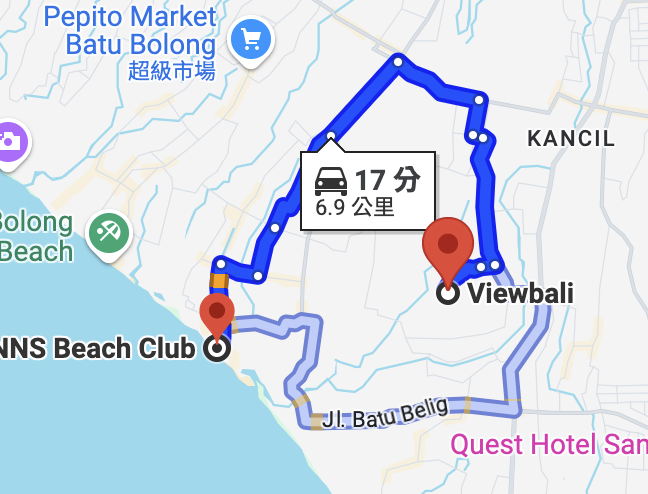 Pepito Market
Batu Bolong
超級市場
KANCIL
17 分
6.9 公里
Bolong
Beach
Viewbali
NNS Beach Club
Jl. Batu Belig
Quest Hotel San